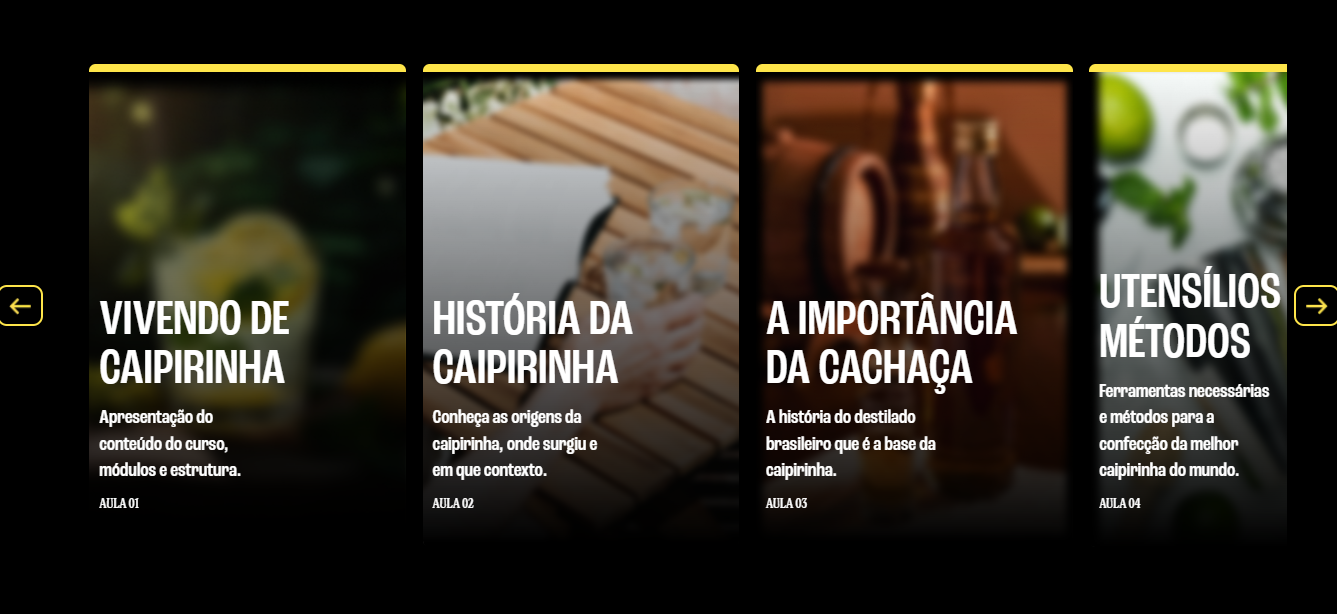 VIVENDO DE
CAIPIRINHA
Apresentação do
conteúdo do curso,
módulos e estrutura.
AULA 01
HISTÓRIA DA
CAIPIRINHA
Conheça as origens da
caipirinha, onde surgiu e
em que contexto.
AULA 02
A IMPORTÂNCIA
DA CACHAÇA
A história do destilado
brasileiro que é a base da
caipirinha.
AULA 03
UTENSÍLIOS
MÉTODOS
Ferramentas necessárias
e métodos para a
confecção da melhor
caipirinha do mundo.
AULA 04